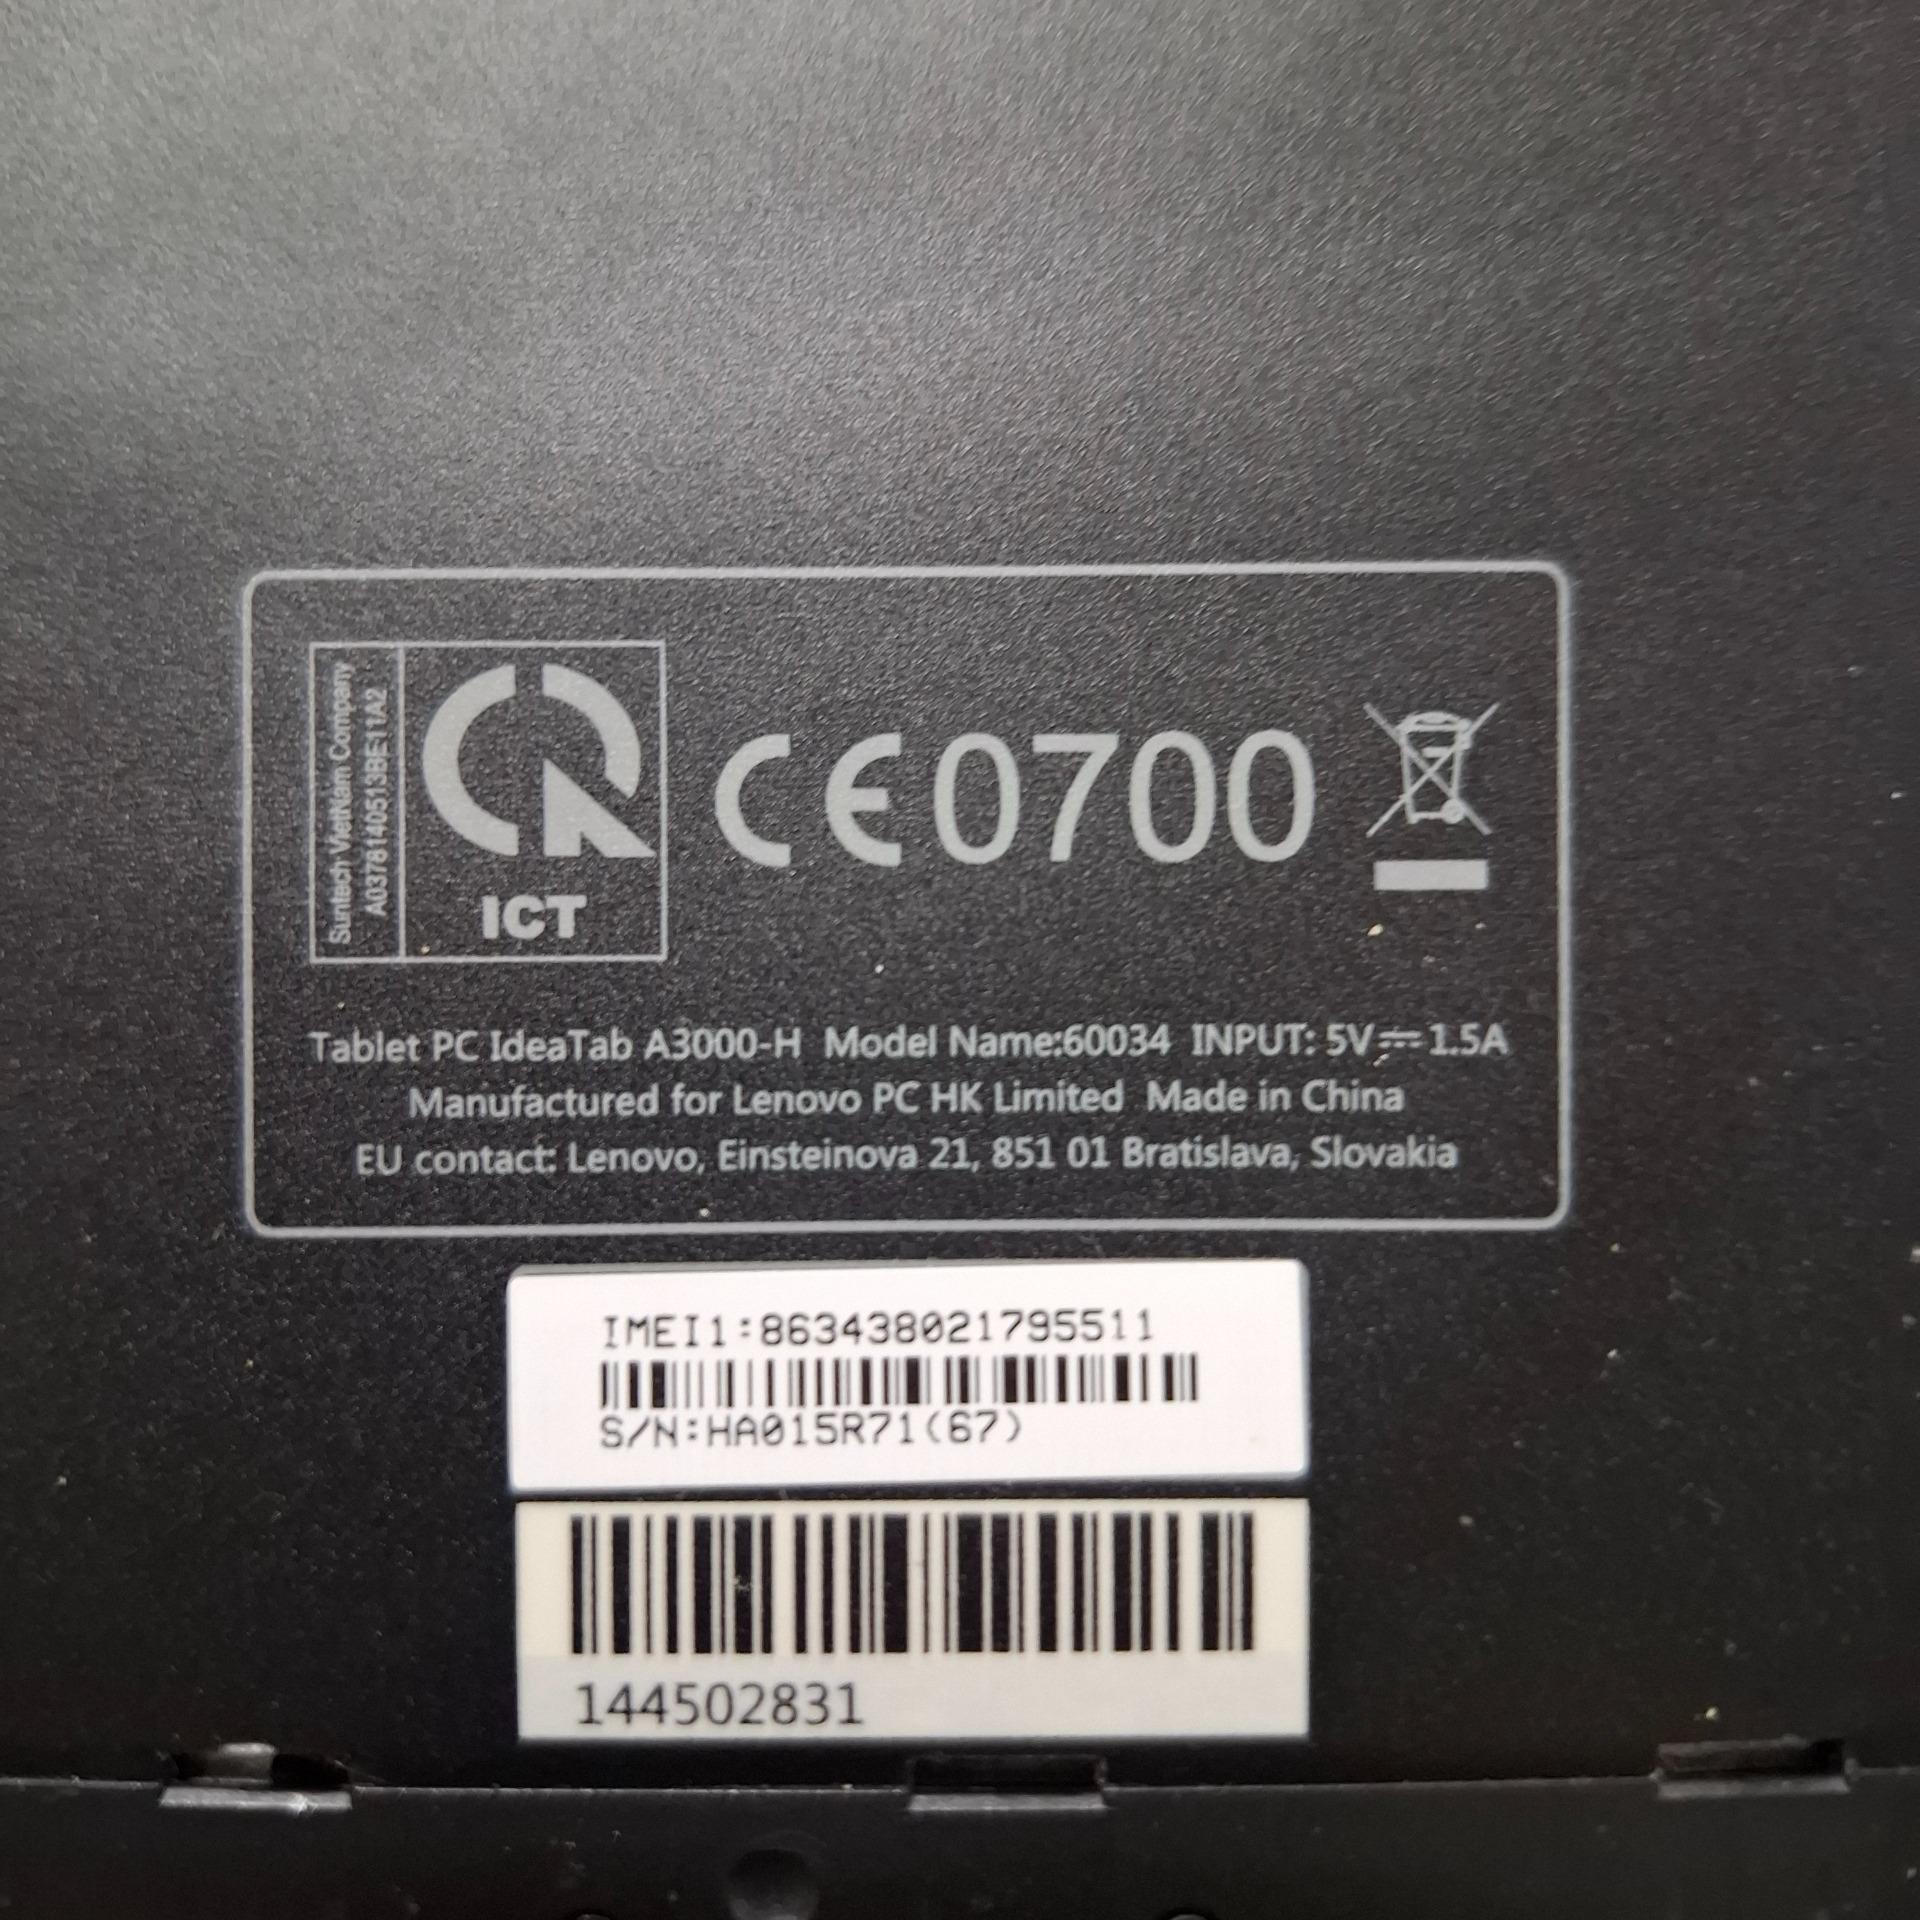 Suntech VietNam Company
A0378140513BE11A2
ICT
CE0700
Tablet PC IdeaTab A3000-H Model Name:60034 INPUT: 5V⎓1.5A
Manufactured for Lenovo PC HK Limited Made in China
EU contact: Lenovo, Einsteinova 21, 851 01 Bratislava, Slovakia
IMEI1:863438021795511
S/N:HA015R71(67)
144502831